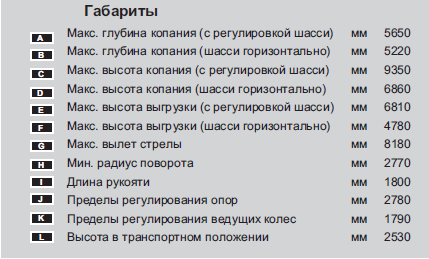 Габариты
A Макс. глубина копания (с регулировкой шасси) мм 5650
B Макс. глубина копания (шасси горизонтально) мм 5220
C Макс. высота копания (с регулировкой шасси) мм 9350
D Макс. высота копания (шасси горизонтально) мм 6860
E Макс. высота выгрузки (с регулировкой шасси) мм 6810
F Макс. высота выгрузки (шасси горизонтально) мм 4780
G Макс. вылет стрелы мм 8180
H Мин. радиус поворота мм 2770
I Длина рукояти мм 1800
J Пределы регулирования опор мм 2780
K Пределы регулирования ведущих колес мм 1790
L Высота в транспортном положении мм 2530